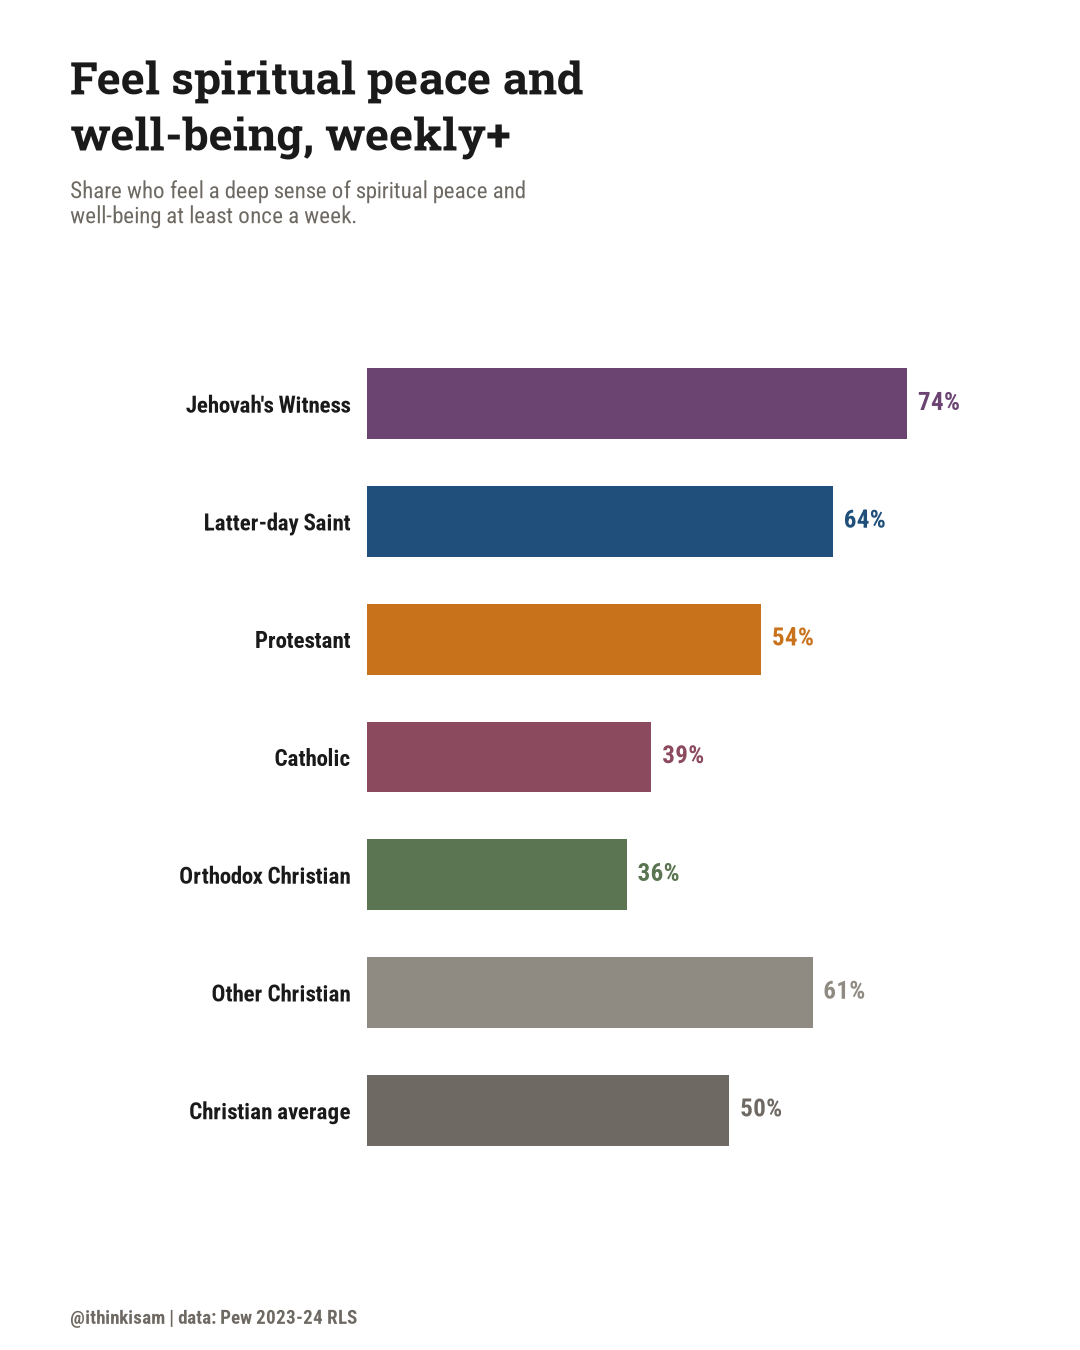 Feel spiritual peace and
well-being, weekly+
Share who feel a deep sense of spiritual peace and
well-being at least once a week.
Jehovah's Witness 74%
Latter-day Saint 64%
Protestant 54%
Catholic 39%
Orthodox Christian 36%
Other Christian 61%
Christian average 50%
@ithinkisam | data: Pew 2023-24 RLS